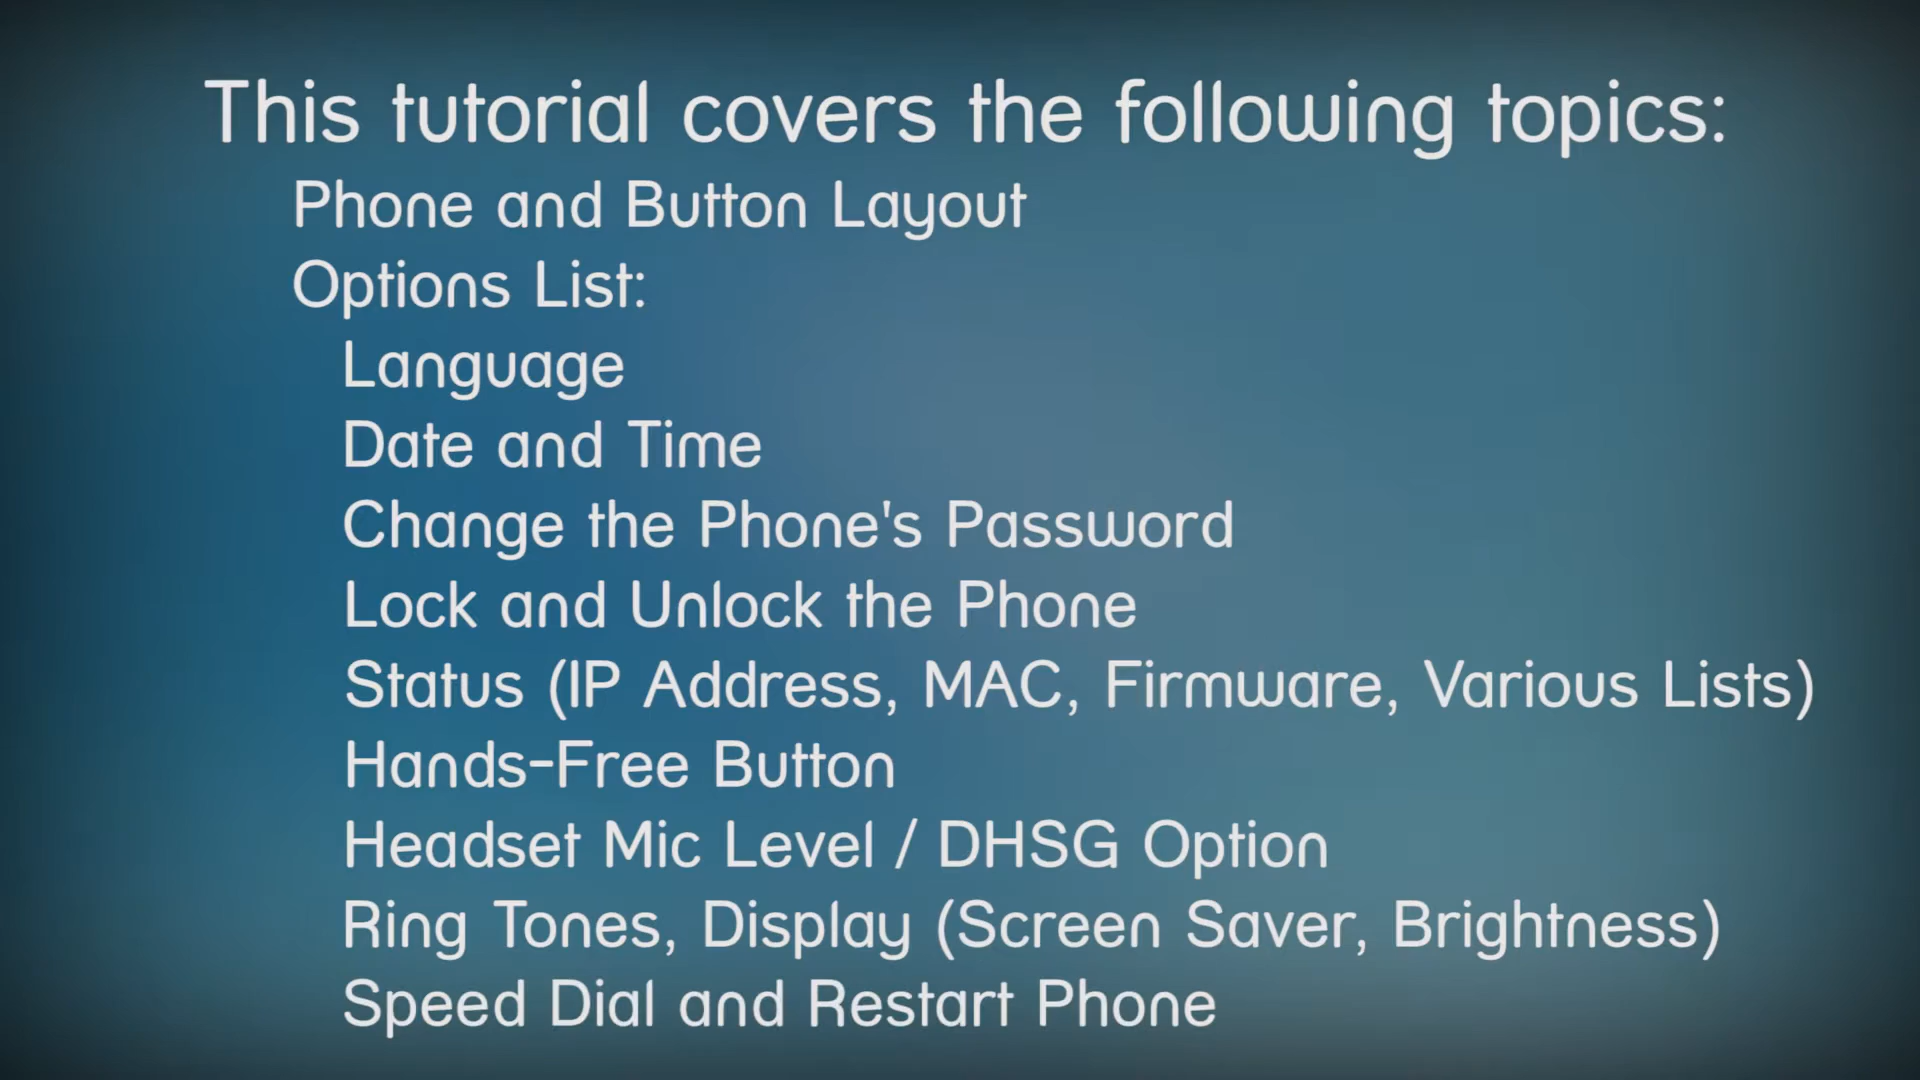 This tutorial covers the following topics:
Phone and Button Layout
Options List:
Language
Date and Time
Change the Phone's Password
Lock and Unlock the Phone
Status (IP Address, MAC, Firmware, Various Lists)
Hands-Free Button
Headset Mic Level / DHSG Option
Ring Tones, Display (Screen Saver, Brightness)
Speed Dial and Restart Phone